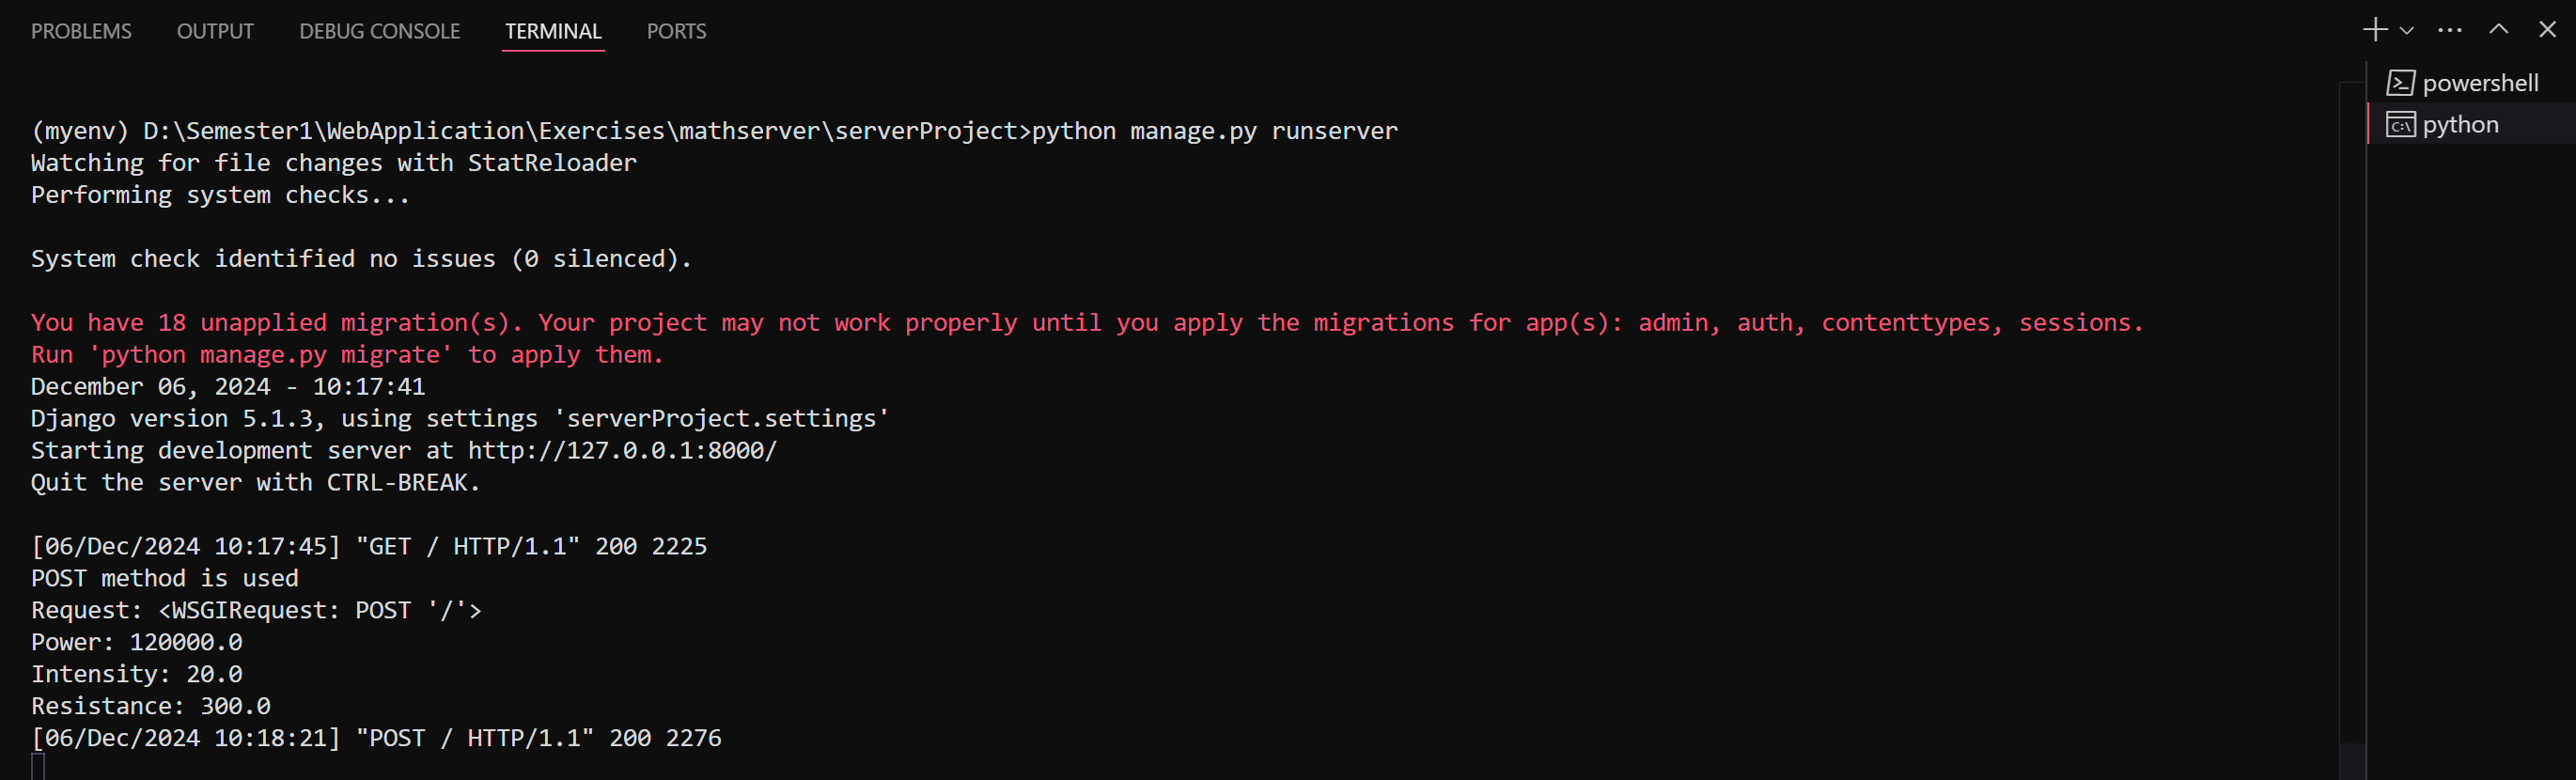 PROBLEMS OUTPUT DEBUG CONSOLE TERMINAL PORTS
powershell
python
(myenv) D:\Semester1\WebApplication\Exercises\mathserver\serverProject>python manage.py runserver
Watching for file changes with StatReloader
Performing system checks...
System check identified no issues (0 silenced).
You have 18 unapplied migration(s). Your project may not work properly until you apply the migrations for app(s): admin, auth, contenttypes, sessions.
Run 'python manage.py migrate' to apply them.
December 06, 2024 - 10:17:41
Django version 5.1.3, using settings 'serverProject.settings'
Starting development server at http://127.0.0.1:8000/
Quit the server with CTRL-BREAK.
[06/Dec/2024 10:17:45] "GET / HTTP/1.1" 200 2225
POST method is used
Request: <WSGIRequest: POST '/'>
Power: 120000.0
Intensity: 20.0
Resistance: 300.0
[06/Dec/2024 10:18:21] "POST / HTTP/1.1" 200 2276